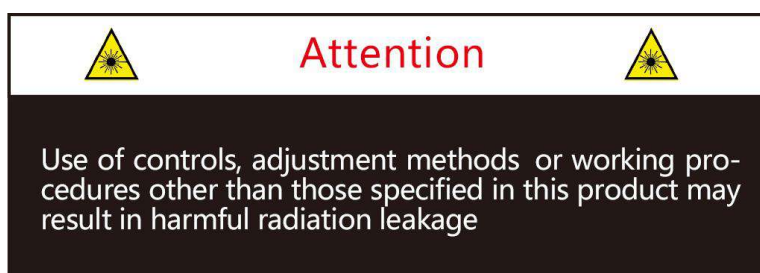 Attention
Use of controls, adjustment methods or working pro-
cedures other than those specified in this product may
result in harmful radiation leakage